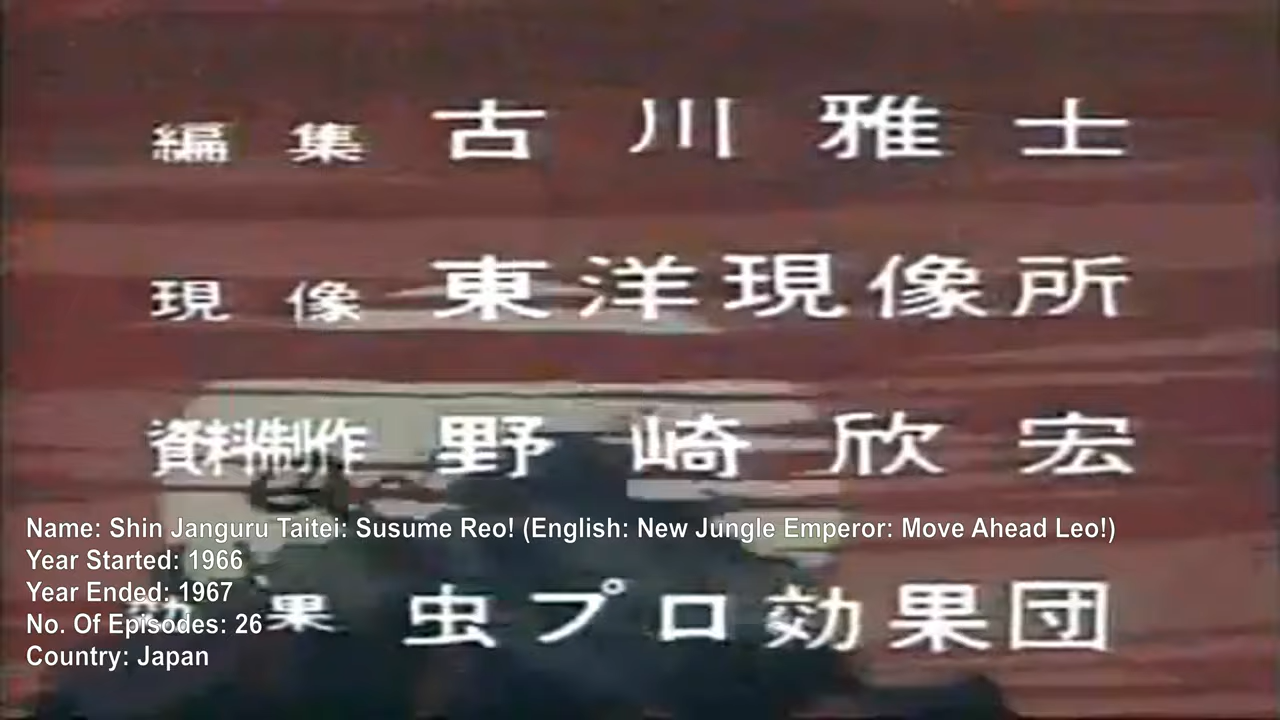 編集 古川雅士
現像 東洋現像所
資料制作 野崎欣宏
Name: Shin Janguru Taitei: Susume Reo! (English: New Jungle Emperor: Move Ahead Leo!)
Year Started: 1966
Year Ended: 1967
効果 虫プロ効果団
No. Of Episodes: 26
Country: Japan